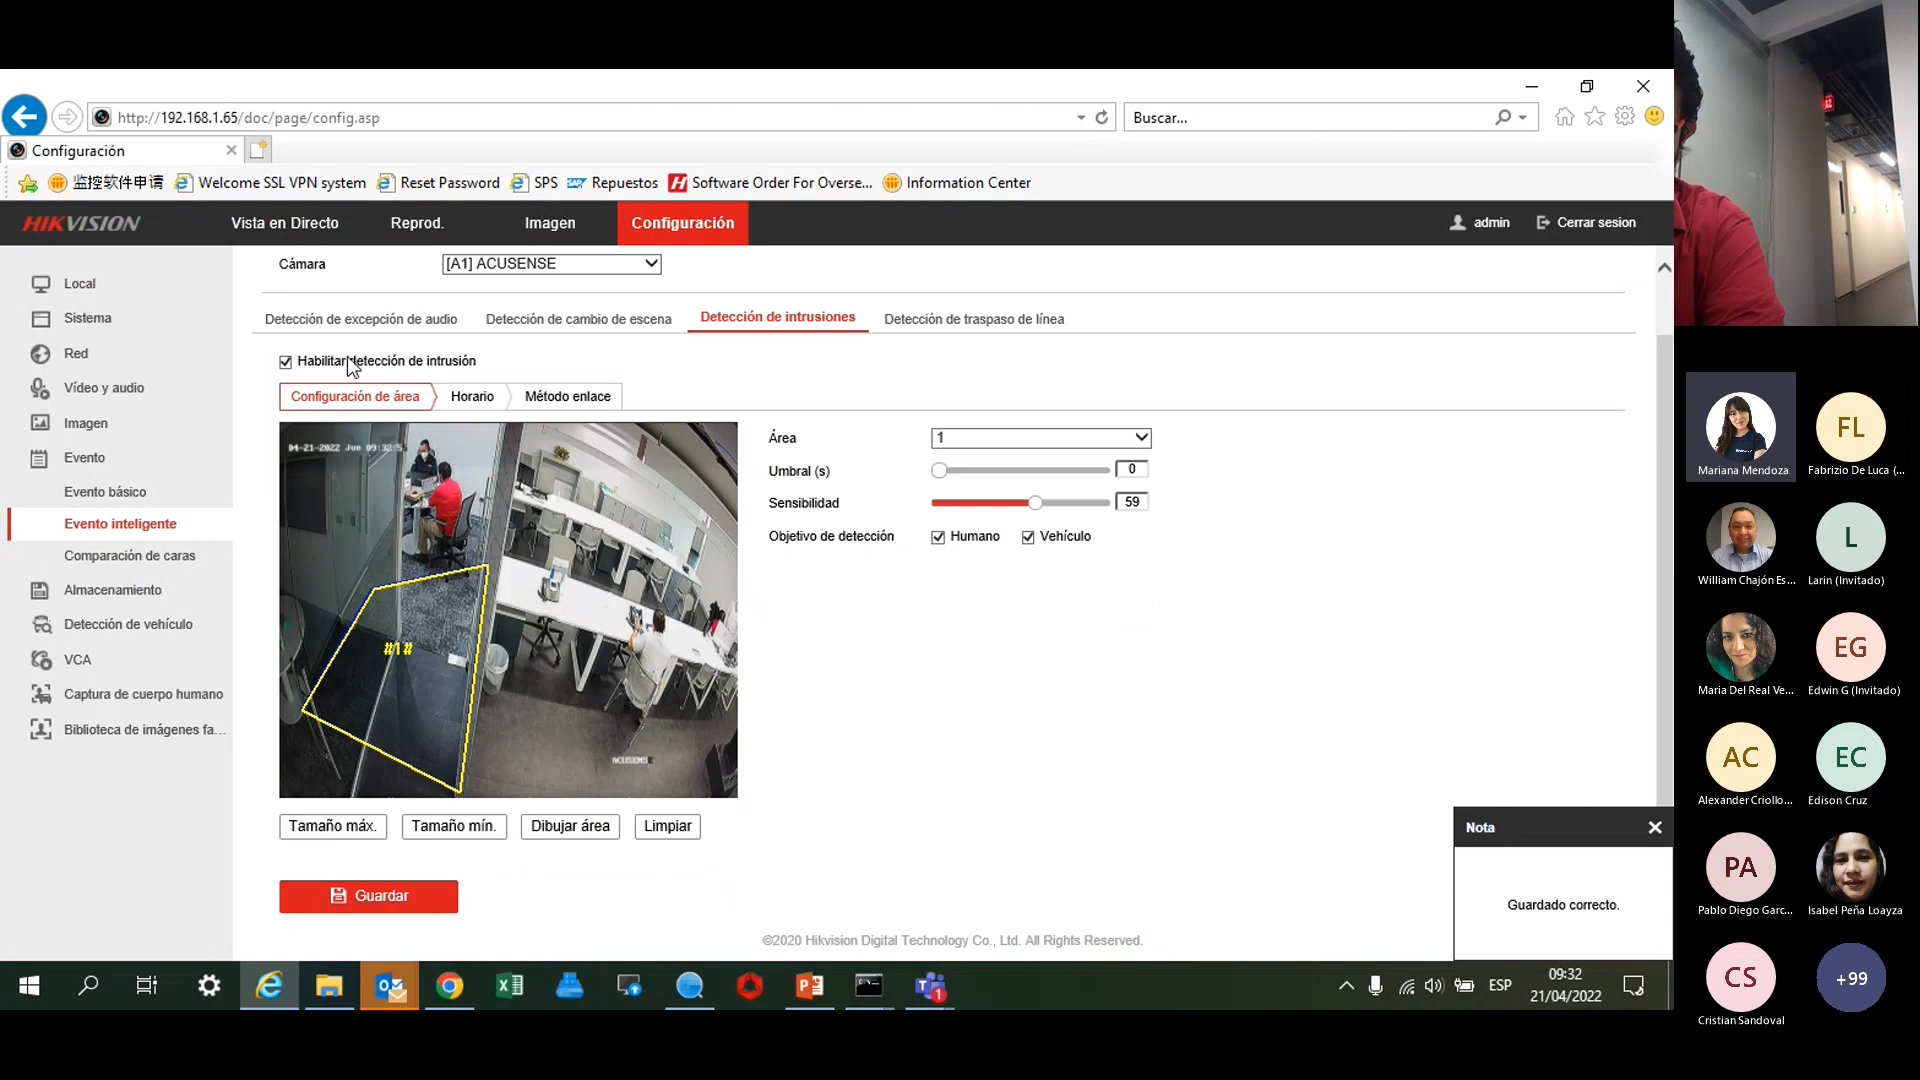 http://192.168.1.65/doc/page/config.asp
Buscar...
Configuración
监控软件申请
Welcome SSL VPN system
Reset Password
SPS
SAP
Repuestos
Software Order For Overse...
Information Center
HIKVISION
Vista en Directo
Reprod.
Imagen
Configuración
admin
Cerrar sesion
Local
Sistema
Red
Vídeo y audio
Imagen
Evento
Evento básico
Evento inteligente
Comparación de caras
Almacenamiento
Detección de vehículo
VCA
Captura de cuerpo humano
Biblioteca de imágenes fa...
Cámara
[A1] ACUSENSE
Detección de excepción de audio
Detección de cambio de escena
Detección de intrusiones
Detección de traspaso de línea
Habilitar detección de intrusión
Configuración de área
Horario
Método enlace
04-21-2022 Jue 09:32:5
#1#
Área
1
Umbral (s)
0
Sensibilidad
59
Objetivo de detección
Humano
Vehículo
Tamaño máx.
Tamaño mín.
Dibujar área
Limpiar
Guardar
Nota
Guardado correcto.
©2020 Hikvision Digital Technology Co., Ltd. All Rights Reserved.
ESP
09:32
21/04/2022
Mariana Mendoza
FL
Fabrizio De Luca (...
William Chajón Es...
L
Larin (Invitado)
Maria Del Real Ve...
EG
Edwin G (Invitado)
AC
Alexander Criollo...
EC
Edison Cruz
PA
Pablo Diego Garc...
Isabel Peña Loayza
CS
Cristian Sandoval
+99